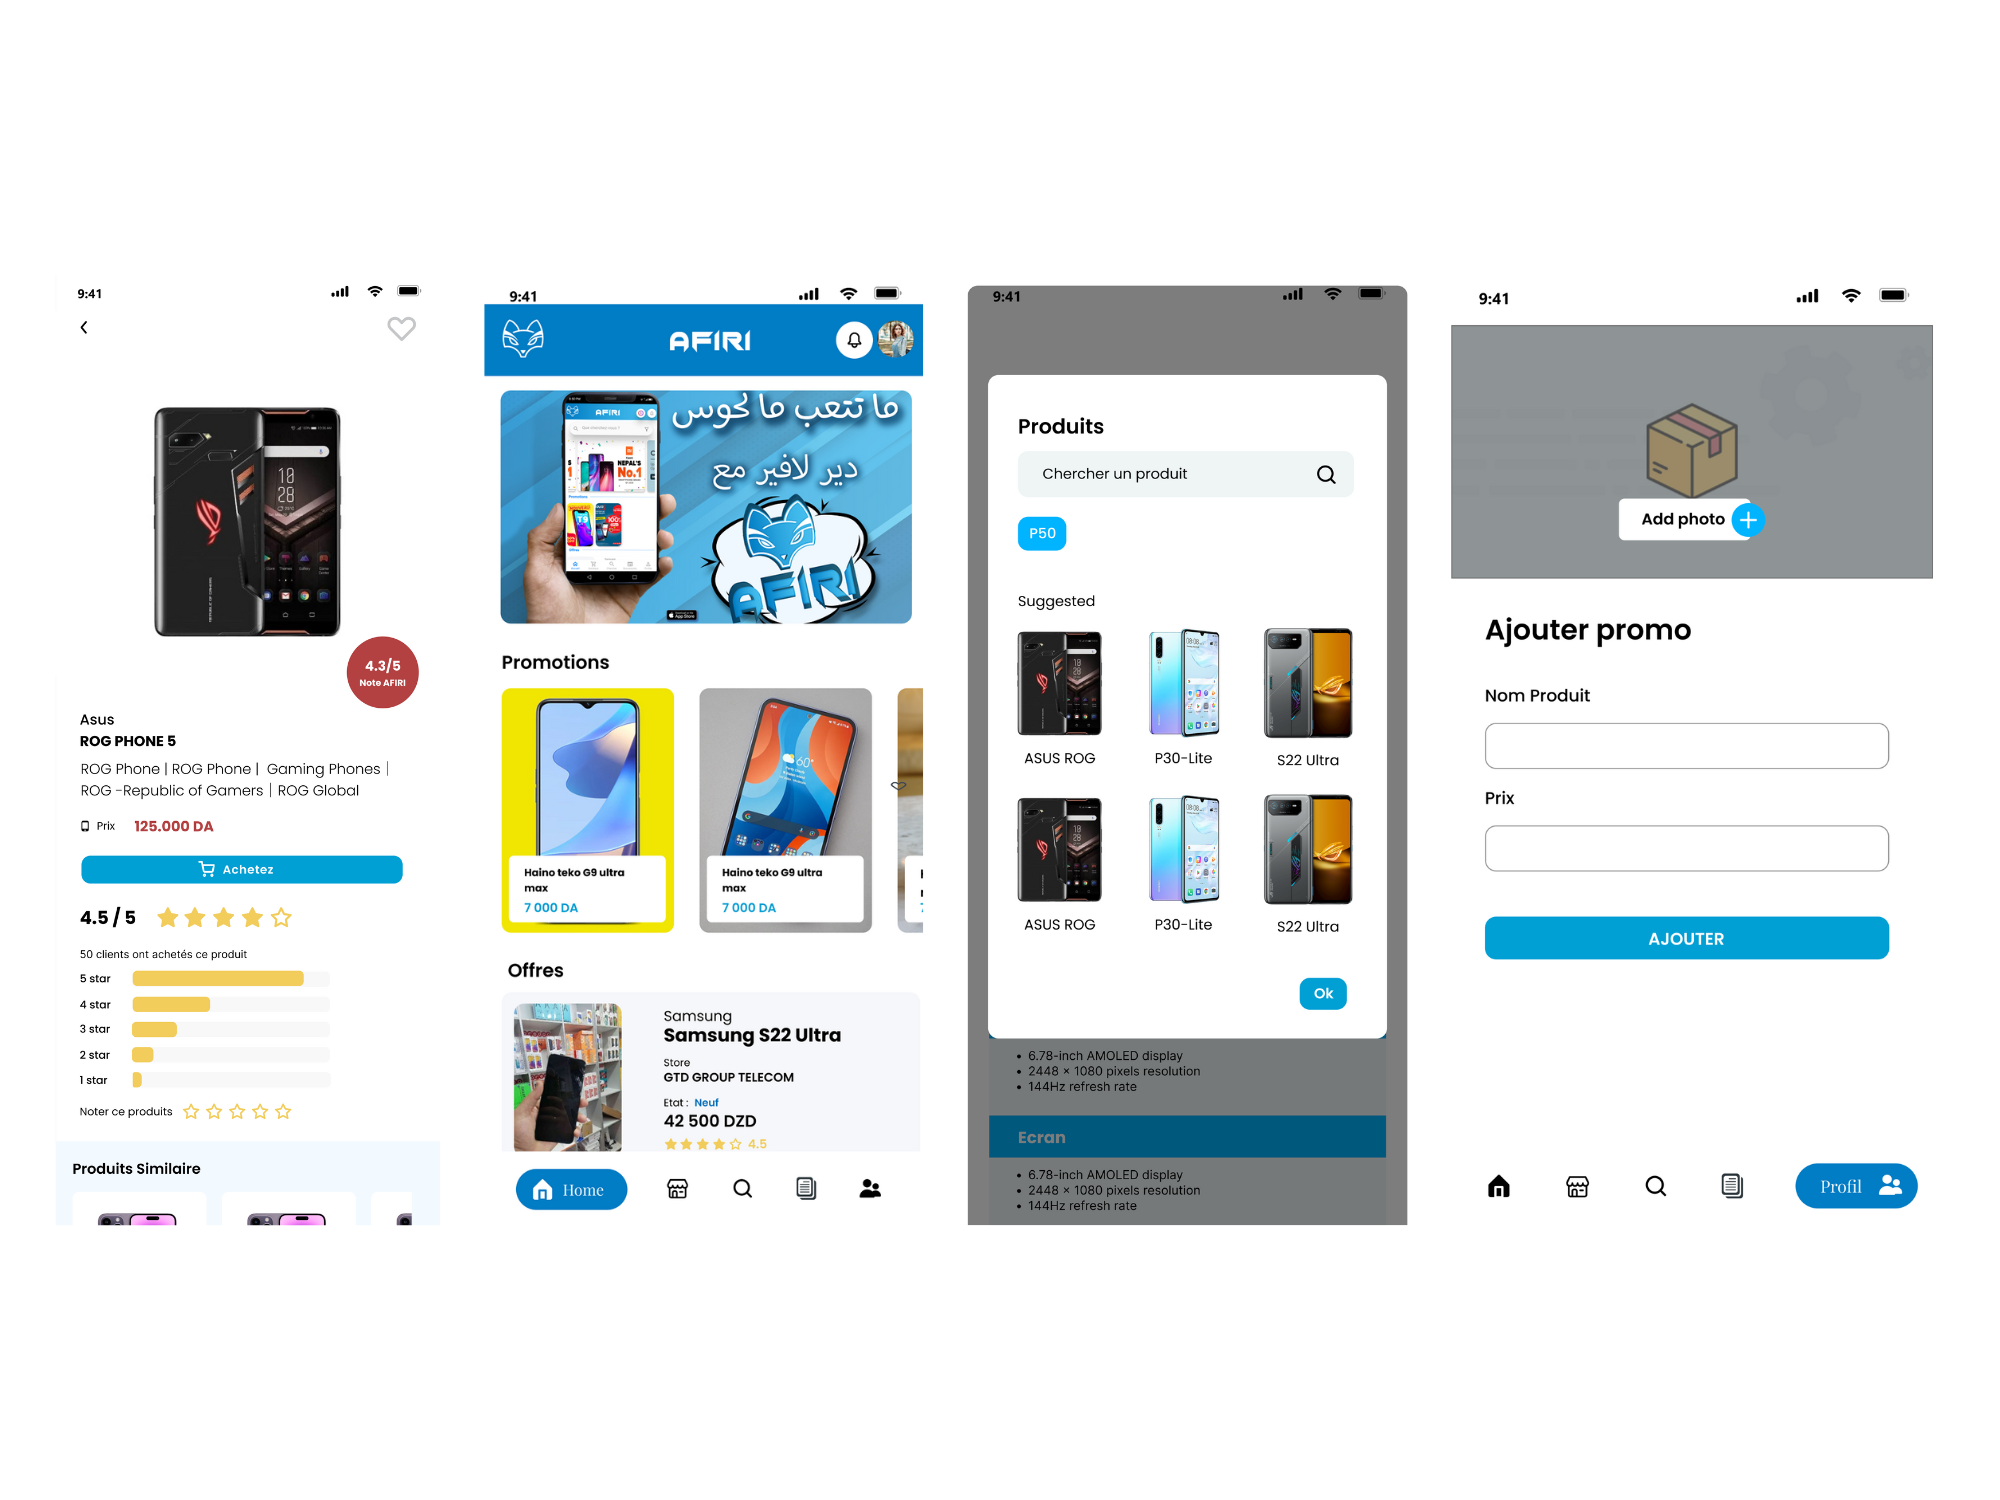 9:41
4.3/5
Note AFIRI
Asus
ROG PHONE 5
ROG Phone | ROG Phone | Gaming Phones |
ROG -Republic of Gamers | ROG Global
Prix 125.000 DA
Achetez
4.5 / 5
50 clients ont achetés ce produit
5 star
4 star
3 star
2 star
1 star
Noter ce produits
Produits Similaire
9:41
AFIRI
ما تتعب ما تحوس
دير لافير مع
AFIRI
AFIRI
NEPAL'S
No.1
App Store
Promotions
Haino teko G9 ultra
max
7 000 DA
Haino teko G9 ultra
max
7 000 DA
Offres
Samsung
Samsung S22 Ultra
Store
GTD GROUP TELECOM
Etat : Neuf
42 500 DZD
4.5
Home
9:41
Produits
Chercher un produit
P50
Suggested
ASUS ROG
P30-Lite
S22 Ultra
ASUS ROG
P30-Lite
S22 Ultra
Ok
• 6.78-inch AMOLED display
• 2448 × 1080 pixels resolution
• 144Hz refresh rate
Ecran
• 6.78-inch AMOLED display
• 2448 × 1080 pixels resolution
• 144Hz refresh rate
9:41
Add photo
Ajouter promo
Nom Produit
Prix
AJOUTER
Profil